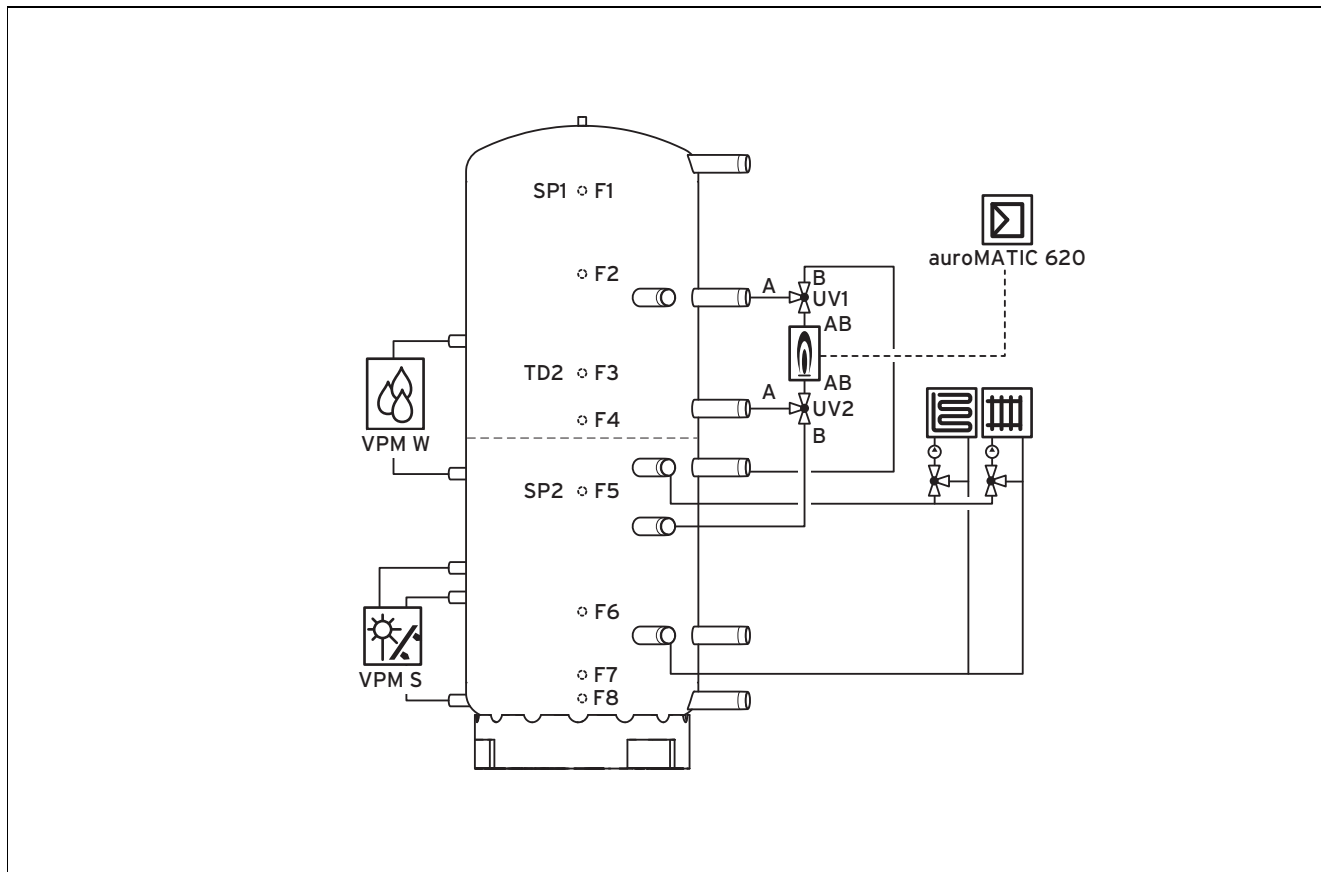 SP1 F1
auroMATIC 620
F2
A
B
UV1
AB
TD2 F3
AB
A
UV2
F4
B
VPM W
SP2 F5
F6
VPM S
F7
F8